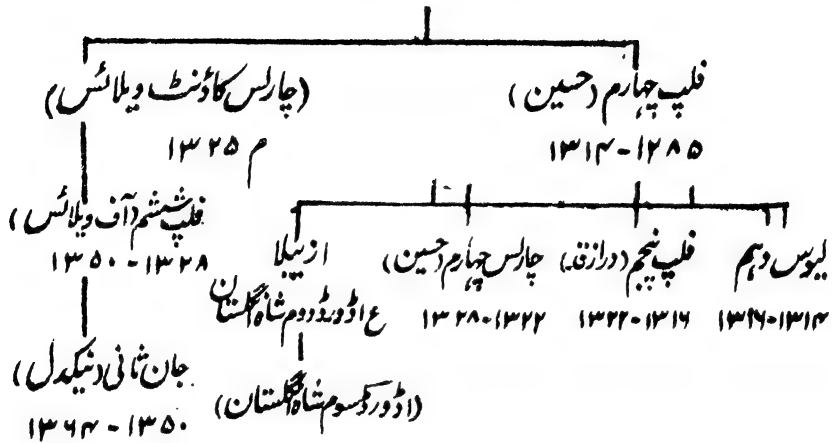 فلپ چہارم (حسین)
۱۲۸۵-۱۳۱۴
(چارلس کاؤنٹ ویلائس)
م ۱۳۲۵
لیوس دہم
۱۳۱۴-۱۳۱۶
فلپ پنجم (درازقد)
۱۳۱۶-۱۳۲۲
چارلس چہارم (حسین)
۱۳۲۲-۱۳۲۸
ازیبلا
ع اڈورڈ دوم شاہ انگلستان
(اڈورڈ سوم شاہ انگلستان)
فلپ ششم (آف ویلائس)
۱۳۲۸-۱۳۵۰
جان ثانی (نیکدل)
۱۳۵۰-۱۳۶۴